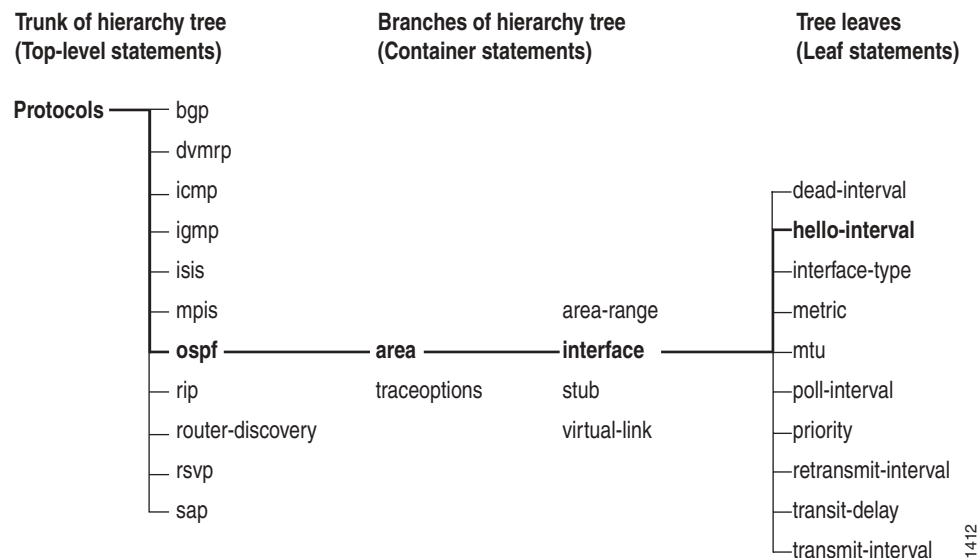 Trunk of hierarchy tree
(Top-level statements)
Branches of hierarchy tree
(Container statements)
Tree leaves
(Leaf statements)
Protocols
bgp
dvmrp
icmp
igmp
isis
mpis
ospf
rip
router-discovery
rsvp
sap
area
traceoptions
area-range
interface
stub
virtual-link
dead-interval
hello-interval
interface-type
metric
mtu
poll-interval
priority
retransmit-interval
transit-delay
transmit-interval
1412